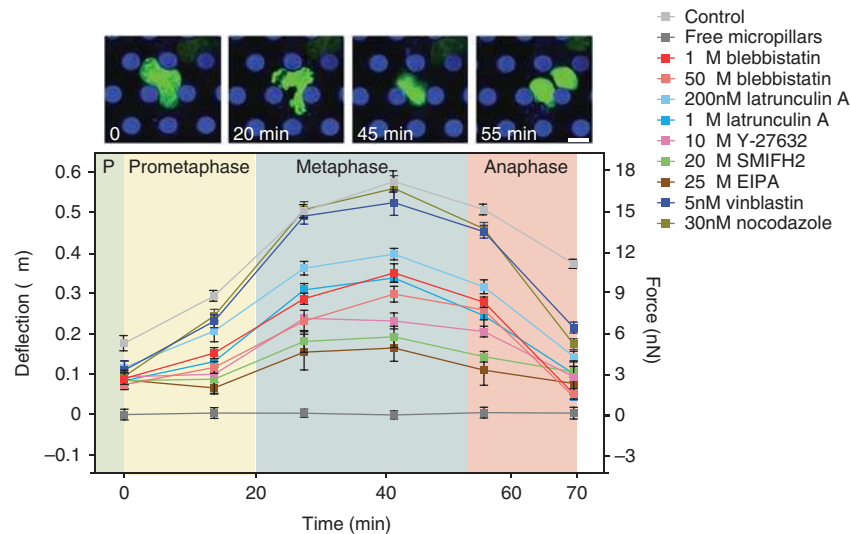 Control
Free micropillars
1 M blebbistatin
50 M blebbistatin
200nM latrunculin A
1 M latrunculin A
10 M Y-27632
20 M SMIFH2
25 M EIPA
5nM vinblastin
30nM nocodazole
0
20 min
45 min
55 min
P Prometaphase Metaphase Anaphase
0.6
0.5
0.4
0.3
0.2
0.1
0
–0.1
Deflection ( m)
18
15
12
9
6
3
0
–3
Force (nN)
0 20 40 60 70
Time (min)